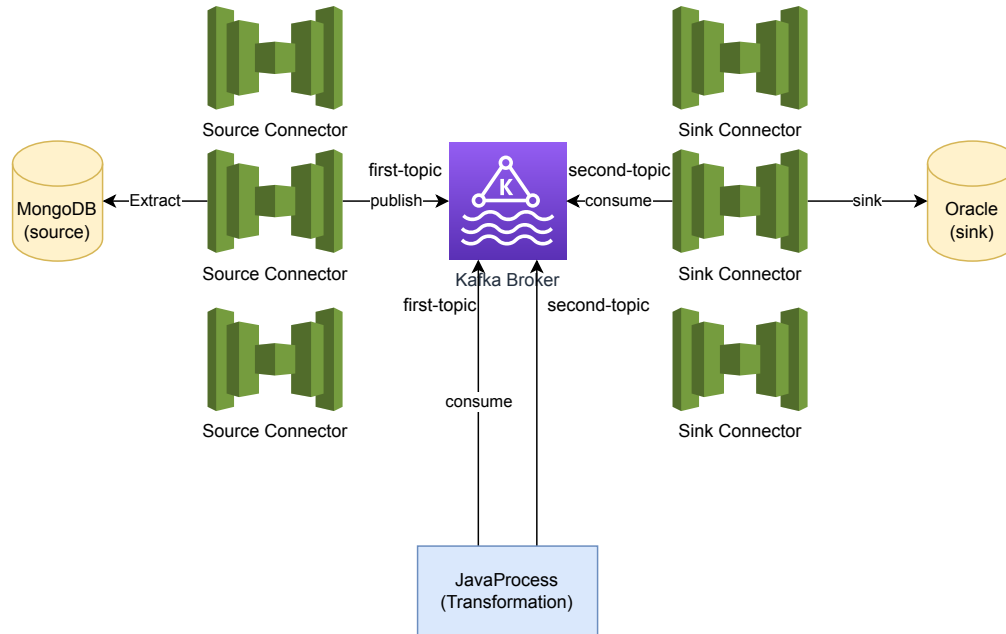 Source Connector
Sink Connector
first-topic
second-topic
MongoDB
(source)
Extract
publish
K
consume
sink
Oracle
(sink)
Source Connector
Kafka Broker
Sink Connector
first-topic
second-topic
consume
Source Connector
Sink Connector
JavaProcess
(Transformation)